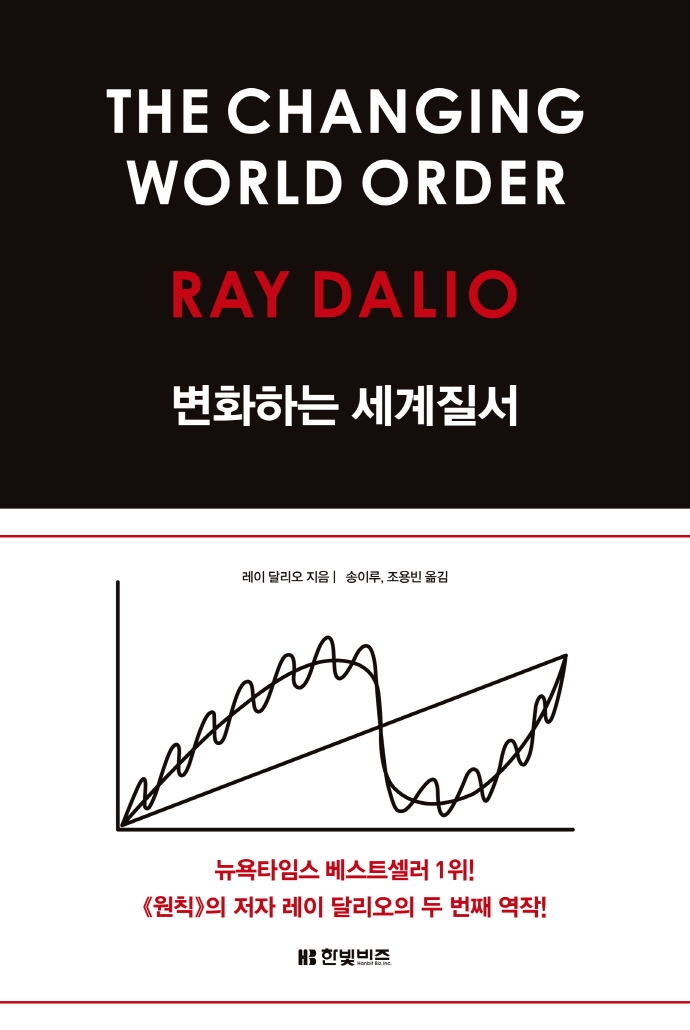 THE CHANGING
WORLD ORDER
RAY DALIO
변화하는 세계질서
레이 달리오 지음 | 송이루, 조용빈 옮김
뉴욕타임스 베스트셀러 1위!
《원칙》의 저자 레이 달리오의 두 번째 역작!
HB 한빛비즈
Hanbit Biz, Inc.